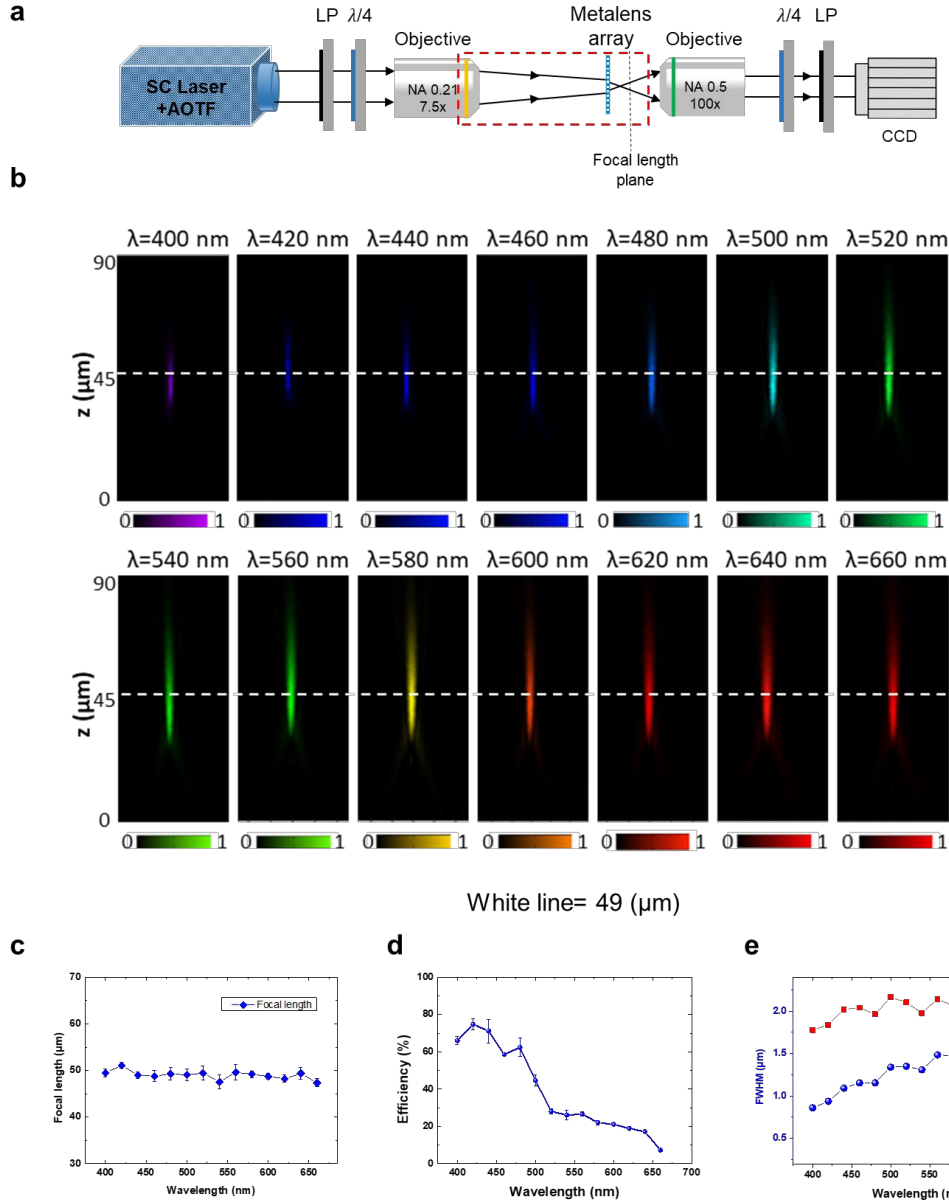 a
LP
λ/4
Objective
Metalens
array
Objective
λ/4
LP
SC Laser
+AOTF
NA 0.21
7.5x
NA 0.5
100x
CCD
Focal length
plane
b
λ=400 nm
λ=420 nm
λ=440 nm
λ=460 nm
λ=480 nm
λ=500 nm
λ=520 nm
90
z (µm)
45
0
0 1
0 1
0 1
0 1
0 1
0 1
0 1
λ=540 nm
λ=560 nm
λ=580 nm
λ=600 nm
λ=620 nm
λ=640 nm
λ=660 nm
90
z (µm)
45
0
0 1
0 1
0 1
0 1
0 1
0 1
0 1
White line= 49 (µm)
c
70
60
50
40
30
Focal length (µm)
Focal length
400 450 500 550 600 650
Wavelength (nm)
d
100
80
60
40
20
0
Efficiency (%)
400 450 500 550 600 650 700
Wavelength (nm)
e
2.0
1.5
1.0
0.5
FWHM (µm)
400 450 500 550
Wavelength